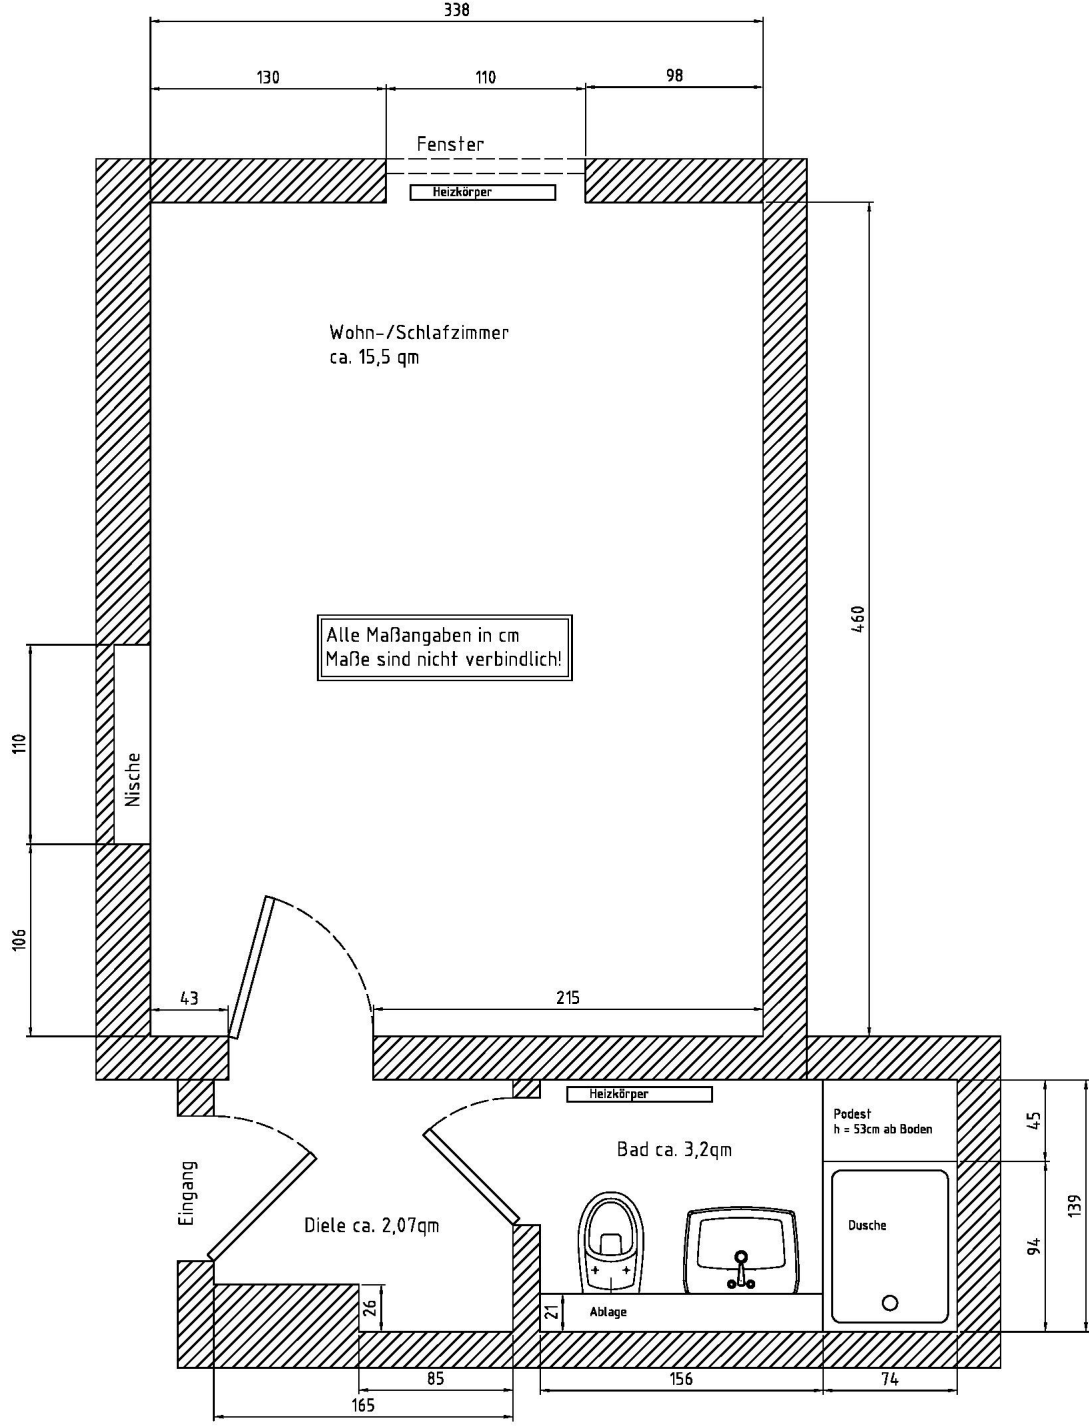 338
130
110
98
Fenster
Heizkörper
Wohn-/Schlafzimmer
ca. 15,5 qm
460
Alle Maßangaben in cm
Maße sind nicht verbindlich!
110
Nische
106
43
215
Heizkörper
Podest
h = 53cm ab Boden
45
Bad ca. 3,2qm
139
Eingang
Diele ca. 2,07qm
Dusche
94
26
21
Ablage
85
156
74
165